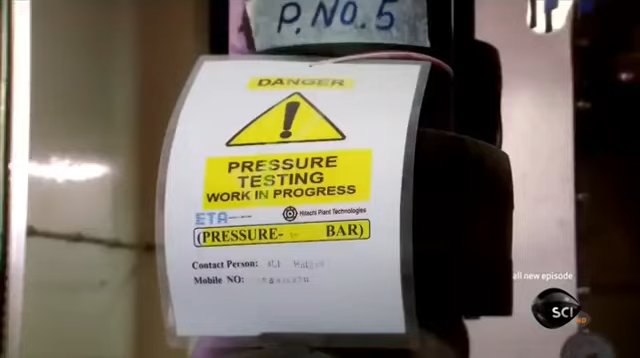 P.NO.5
DANGER
!
PRESSURE
TESTING
WORK IN PROGRESS
ETA Hitachi Plant Technologies
(PRESSURE- BAR)
Contact Person:
Mobile NO:
all new episode
SCI HD